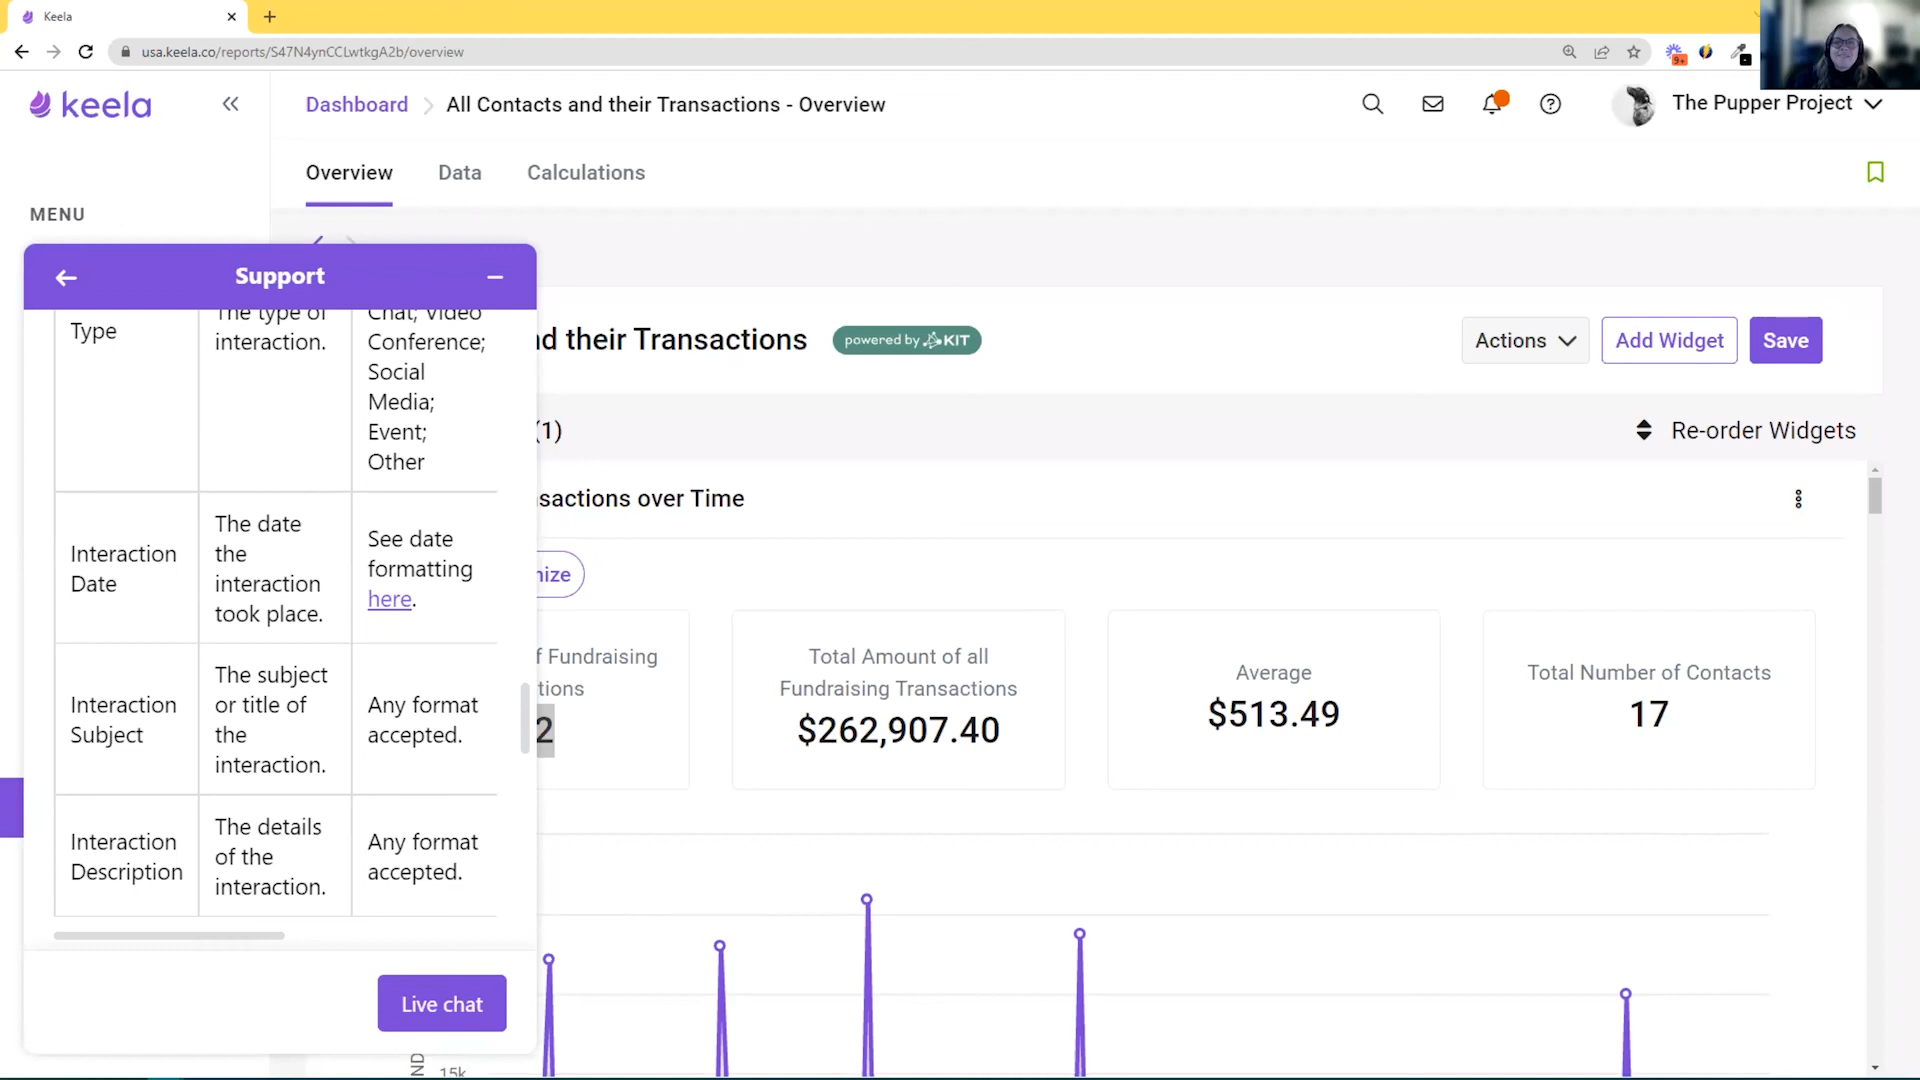 Keela
usa.keela.co/reports/S47N4ynCCLwtkgA2b/overview
9+
keela
Dashboard
All Contacts and their Transactions - Overview
The Pupper Project
Overview
Data
Calculations
MENU
Support
nd their Transactions
powered by KIT
Actions
Add Widget
Save
(1)
Re-order Widgets
sactions over Time
nize
Type
The type of
interaction.
Chat; Video
Conference;
Social
Media;
Event;
Other
Interaction
Date
The date
the
interaction
took place.
See date
formatting
here.
Interaction
Subject
The subject
or title of
the
interaction.
Any format
accepted.
Interaction
Description
The details
of the
interaction.
Any format
accepted.
Live chat
f Fundraising
tions
2
Total Amount of all
Fundraising Transactions
$262,907.40
Average
$513.49
Total Number of Contacts
17
ND
15k